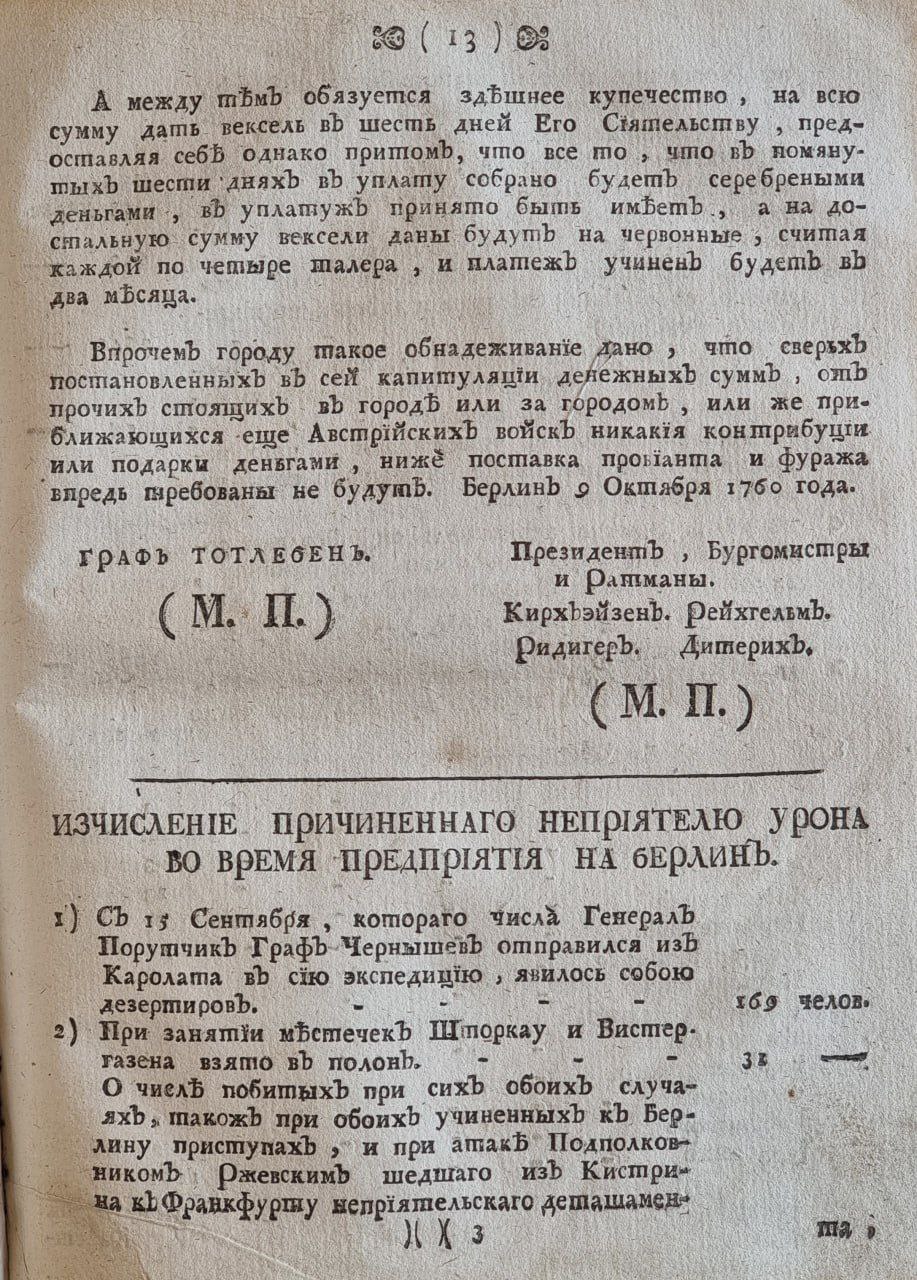 ( 13 )
А между тѣмъ обязуется здѣшнее купечество , на всю
сумму дать вексель въ шесть дней Его Сіятельству , пред-
оставляя себѣ однако притомъ, что все то , что въ помяну-
тыхъ шести дняхъ въ уплату собрано будетъ серебреными
деньгами , въ уплатужъ принято быть имѣетъ , а на до-
стальную сумму вексели даны будутъ на червонные , считая
каждой по четыре талера , и платежъ учиненъ будетъ въ
два мѣсяца.
Впрочемъ городу такое обнадеживаніе дано , что сверьхъ
постановленныхъ въ сей капитуляціи денежныхъ суммъ , отъ
прочихъ стоящихъ въ городѣ или за городомъ , или же при-
ближающихся еще Австрійскихъ войскъ никакія контрибуціи
или подарки деньгами , ниже поставка провіанта и фуража
впредь требованы не будутъ. Берлинъ 9 Октября 1760 года.
ГРАФЪ ТОТЛЕБЕНЪ.
(М. П.)
Президентъ , Бургомистры
и Ратманы.
Кирхъэйзенъ. Рейхгельмъ.
Ридигеръ. Дитерихъ.
(М. П.)
ИЗЧИСЛЕНІЕ ПРИЧИНЕННАГО НЕПРІЯТЕЛЮ УРОНА
ВО ВРЕМЯ ПРЕДПРІЯТІЯ НА БЕРЛИНЪ.
1) Съ 15 Сентября , котораго числа Генералъ
Порутчикъ Графъ Чернышевъ отправился изъ
Каролата въ сію экспедицію , явилось собою
дезертировъ. - - - - 169 челов.
2) При занятіи мѣстечекъ Шторкау и Вистер-
газена взято въ полонъ. - - - 32 —
О числѣ побитыхъ при сихъ обоихъ случа-
яхъ, такожъ при обоихъ учиненныхъ къ Бер-
лину приступахъ , и при атакѣ Подполков-
никомъ Ржевскимъ шедшаго изъ Кистри-
на къ Франкфурту непріятельскаго деташамен-
)( )( 3 та ,